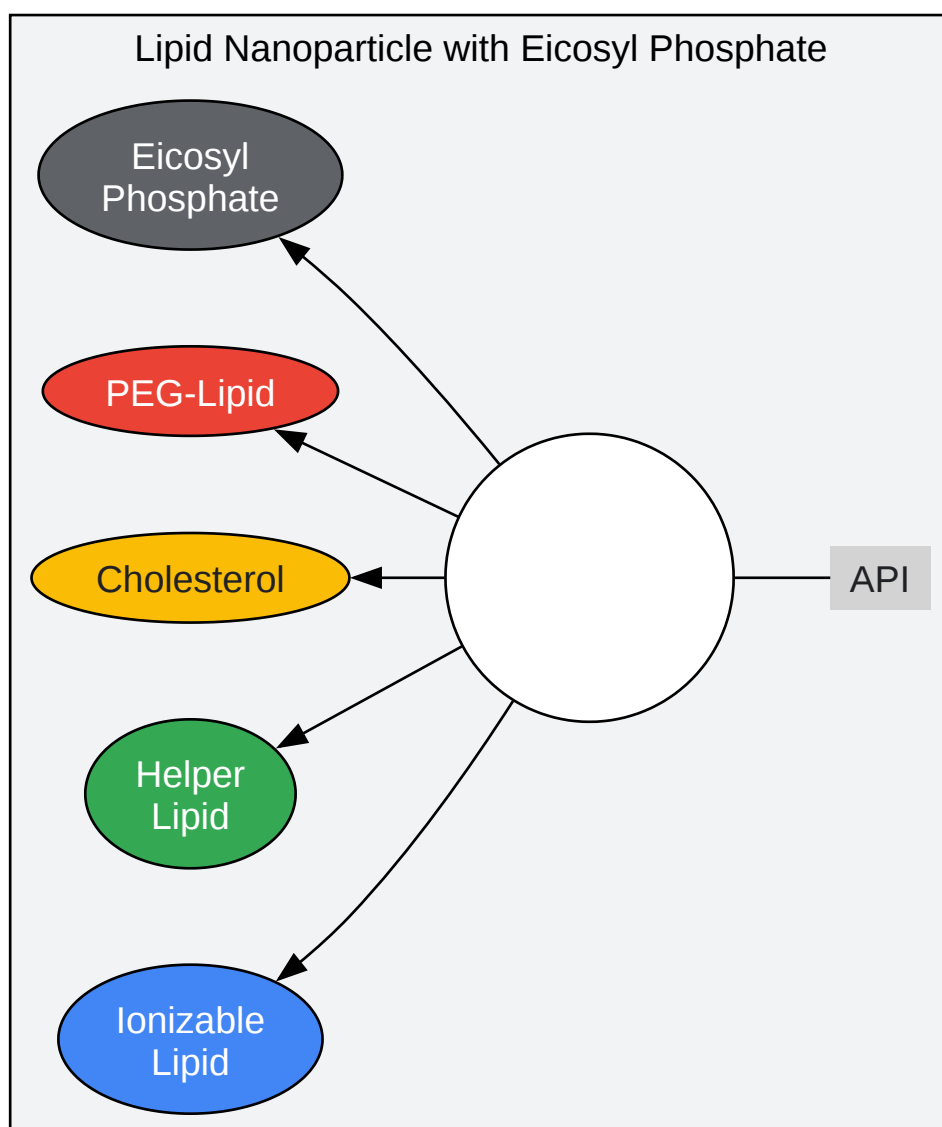 Lipid Nanoparticle with Eicosyl Phosphate
Eicosyl
Phosphate
PEG-Lipid
Cholesterol
API
Helper
Lipid
Ionizable
Lipid